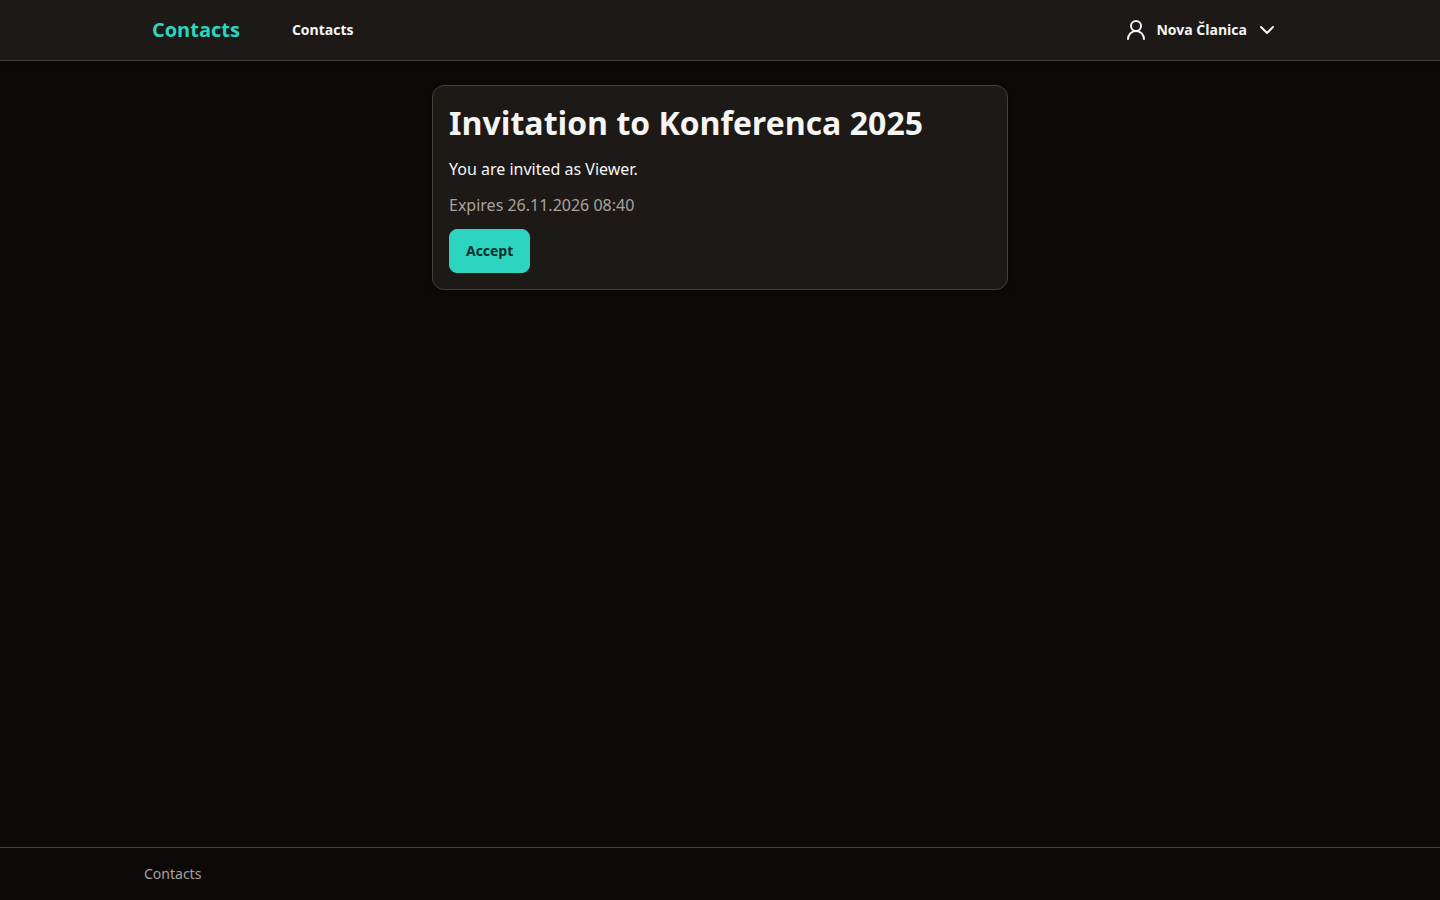 Contacts
Contacts
Nova Članica
Invitation to Konferenca 2025
You are invited as Viewer.
Expires 26.11.2026 08:40
Accept
Contacts